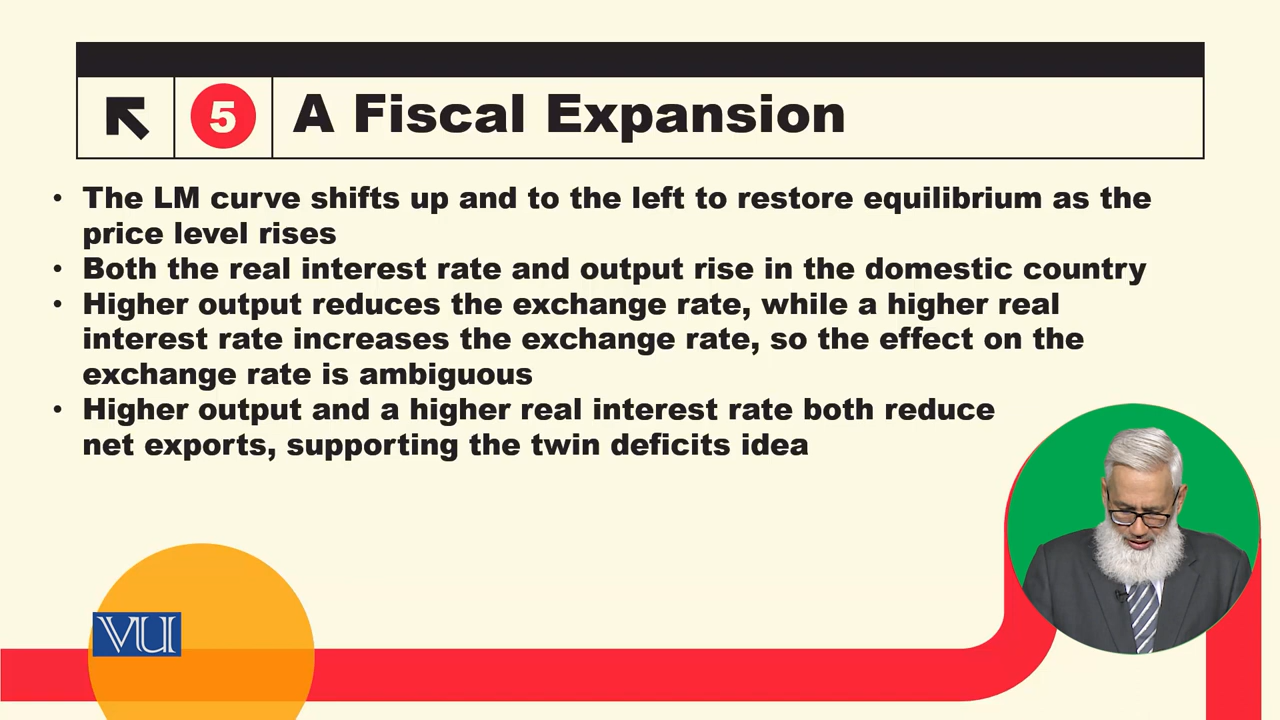 5
A Fiscal Expansion
• The LM curve shifts up and to the left to restore equilibrium as the
price level rises
• Both the real interest rate and output rise in the domestic country
• Higher output reduces the exchange rate, while a higher real
interest rate increases the exchange rate, so the effect on the
exchange rate is ambiguous
• Higher output and a higher real interest rate both reduce
net exports, supporting the twin deficits idea
VU